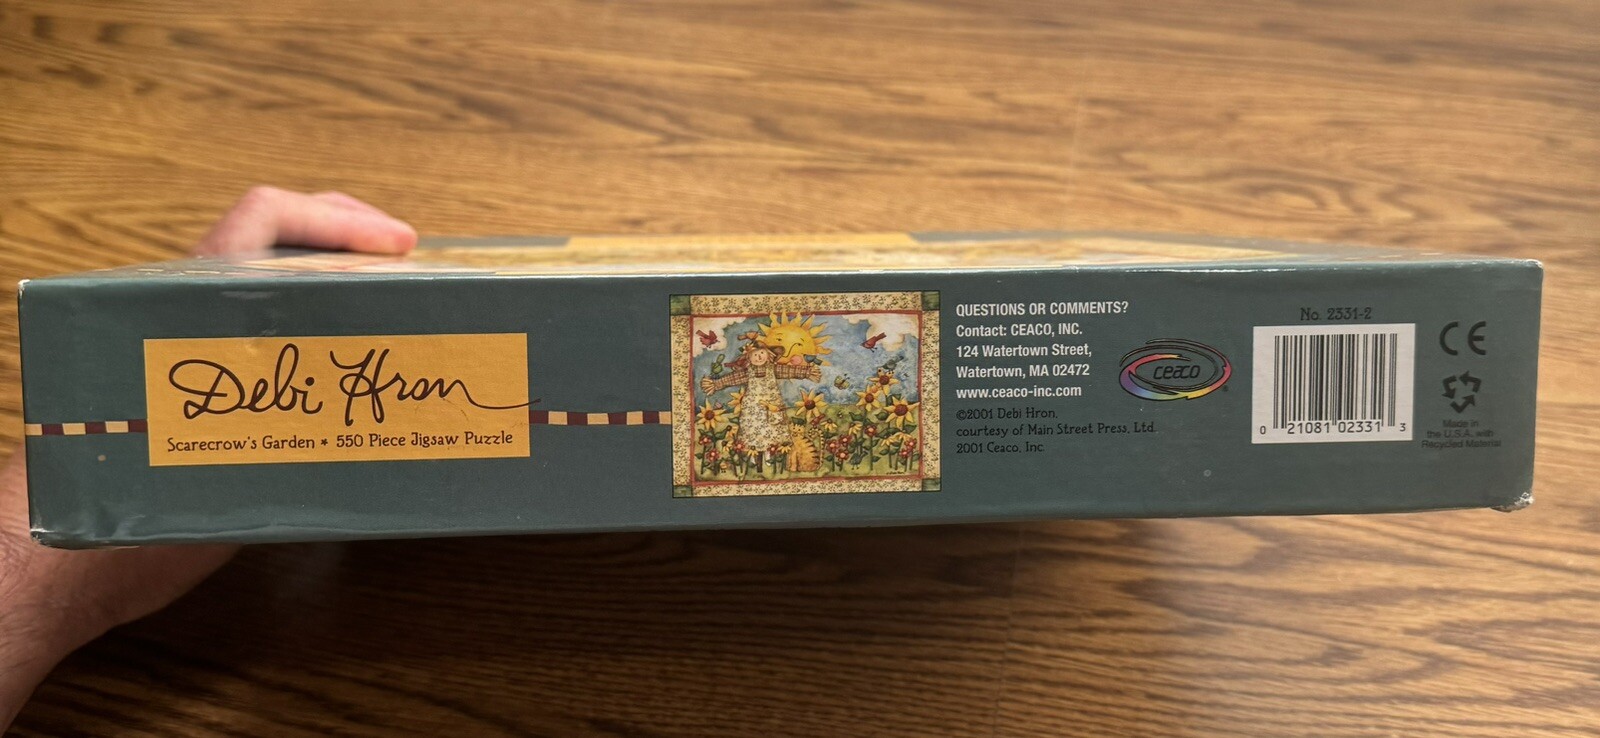 Debi Hron
Scarecrow's Garden * 550 Piece Jigsaw Puzzle
QUESTIONS OR COMMENTS?
Contact: CEACO, INC.
124 Watertown Street,
Watertown, MA 02472
www.ceaco-inc.com
©2001 Debi Hron,
courtesy of Main Street Press, Ltd.
2001 Ceaco, Inc.
ceaco
No. 2331-2
0 21081 02331 3
CE
Made in
the U.S.A. with
Recycled Material